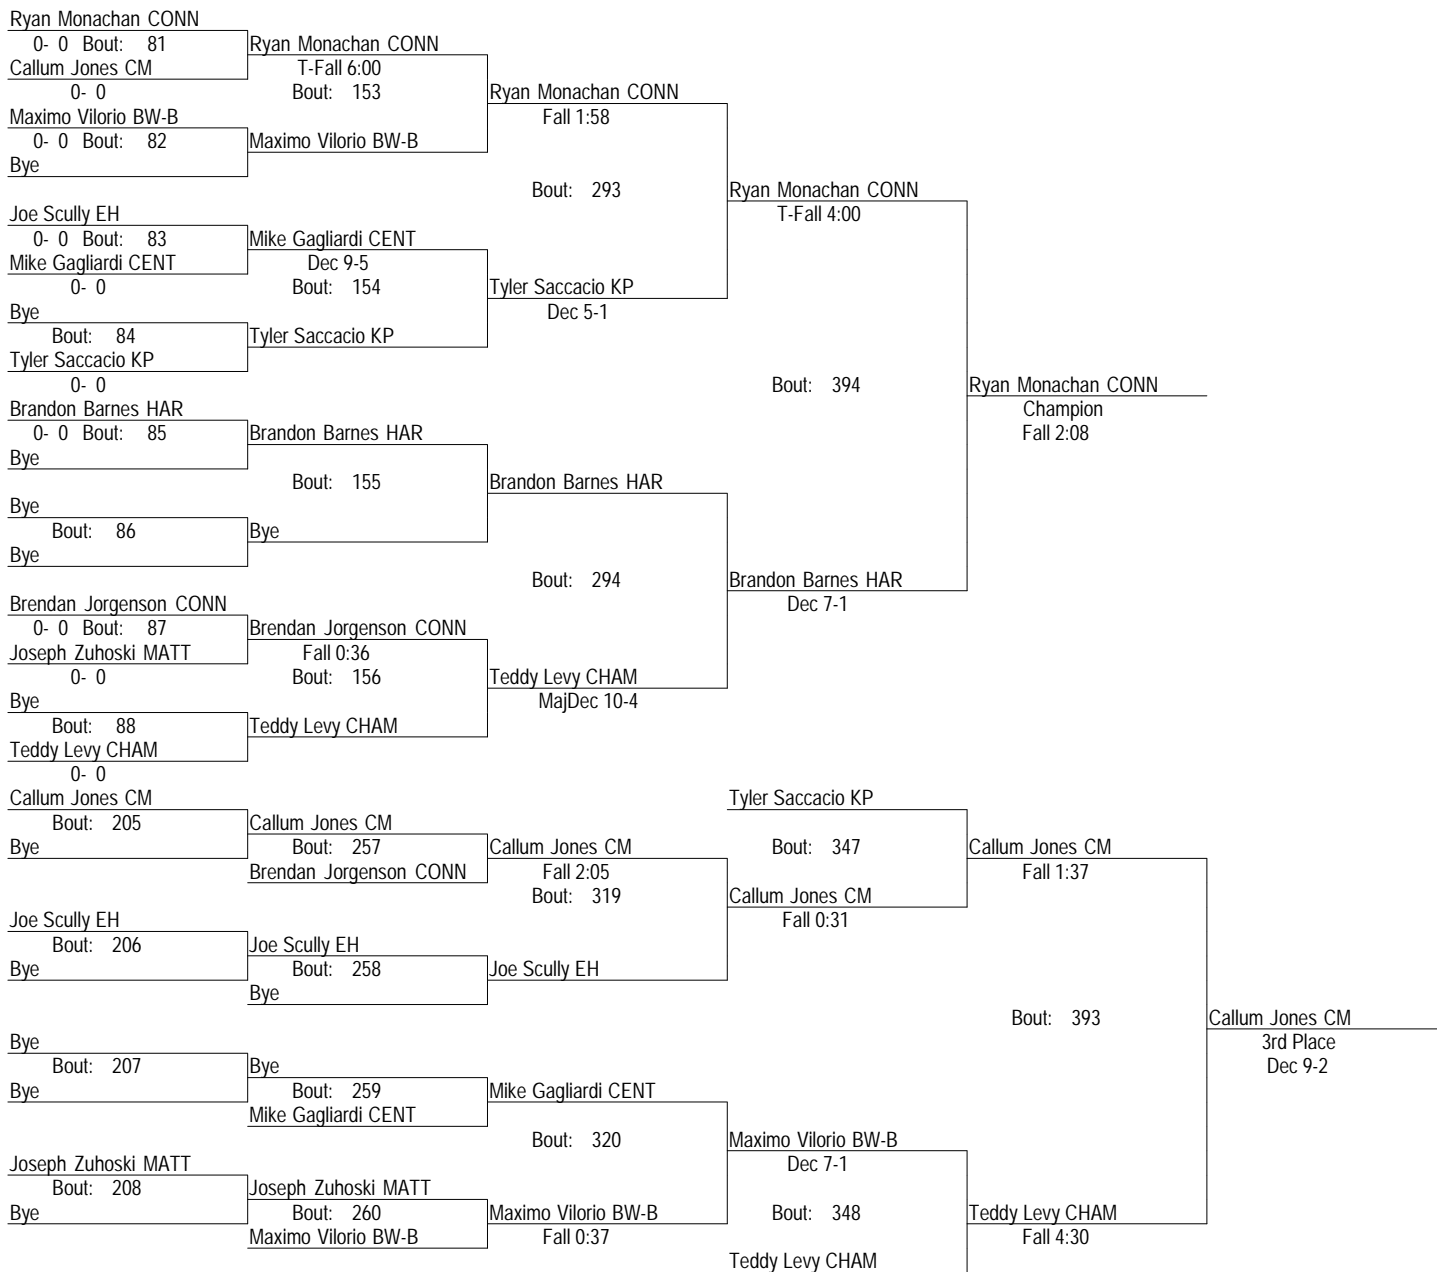 Ryan Monachan CONN
0- 0 Bout: 81
Ryan Monachan CONN
Callum Jones CM
T-Fall 6:00
0- 0
Bout: 153
Ryan Monachan CONN
Maximo Vilorio BW-B
Fall 1:58
0- 0 Bout: 82
Maximo Vilorio BW-B
Bye
Bout: 293
Ryan Monachan CONN
Joe Scully EH
T-Fall 4:00
0- 0 Bout: 83
Mike Gagliardi CENT
Mike Gagliardi CENT
Dec 9-5
0- 0
Bout: 154
Tyler Saccacio KP
Bye
Dec 5-1
Bout: 84
Tyler Saccacio KP
Tyler Saccacio KP
0- 0
Bout: 394
Ryan Monachan CONN
Brandon Barnes HAR
Champion
0- 0 Bout: 85
Brandon Barnes HAR
Fall 2:08
Bye
Bout: 155
Brandon Barnes HAR
Bye
Bout: 86
Bye
Bye
Bout: 294
Brandon Barnes HAR
Brendan Jorgenson CONN
Dec 7-1
0- 0 Bout: 87
Brendan Jorgenson CONN
Joseph Zuhoski MATT
Fall 0:36
0- 0
Bout: 156
Teddy Levy CHAM
Bye
MajDec 10-4
Bout: 88
Teddy Levy CHAM
Teddy Levy CHAM
0- 0
Callum Jones CM
Tyler Saccacio KP
Bout: 205
Callum Jones CM
Bye
Bout: 257
Callum Jones CM
Bout: 347
Callum Jones CM
Brendan Jorgenson CONN
Fall 2:05
Fall 1:37
Bout: 319
Callum Jones CM
Joe Scully EH
Fall 0:31
Bout: 206
Joe Scully EH
Bye
Bout: 258
Joe Scully EH
Bye
Bout: 393
Callum Jones CM
Bye
3rd Place
Bout: 207
Bye
Dec 9-2
Bye
Bout: 259
Mike Gagliardi CENT
Mike Gagliardi CENT
Bout: 320
Maximo Vilorio BW-B
Joseph Zuhoski MATT
Dec 7-1
Bout: 208
Joseph Zuhoski MATT
Bye
Bout: 260
Maximo Vilorio BW-B
Bout: 348
Teddy Levy CHAM
Maximo Vilorio BW-B
Fall 0:37
Fall 4:30
Teddy Levy CHAM